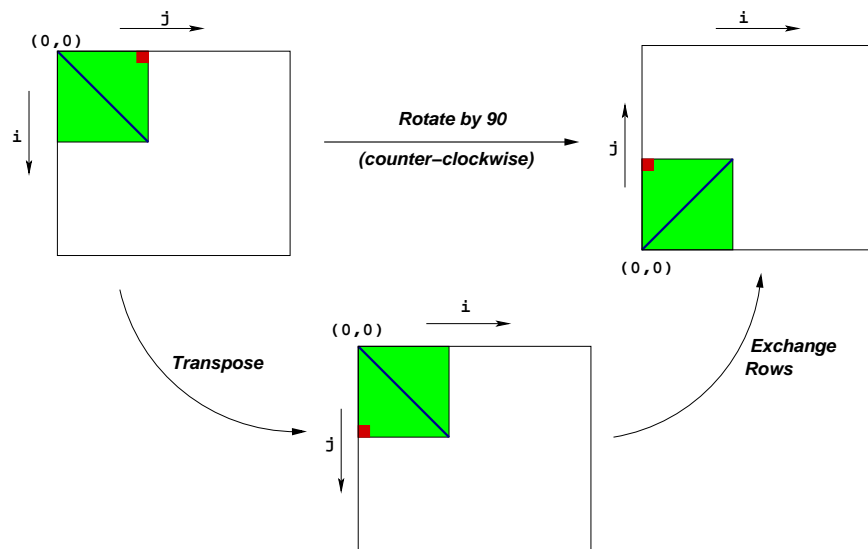 j
i
(0,0)
Rotate by 90
i
j
(counter–clockwise)
(0,0)
i
(0,0)
Transpose
Exchange
Rows
j